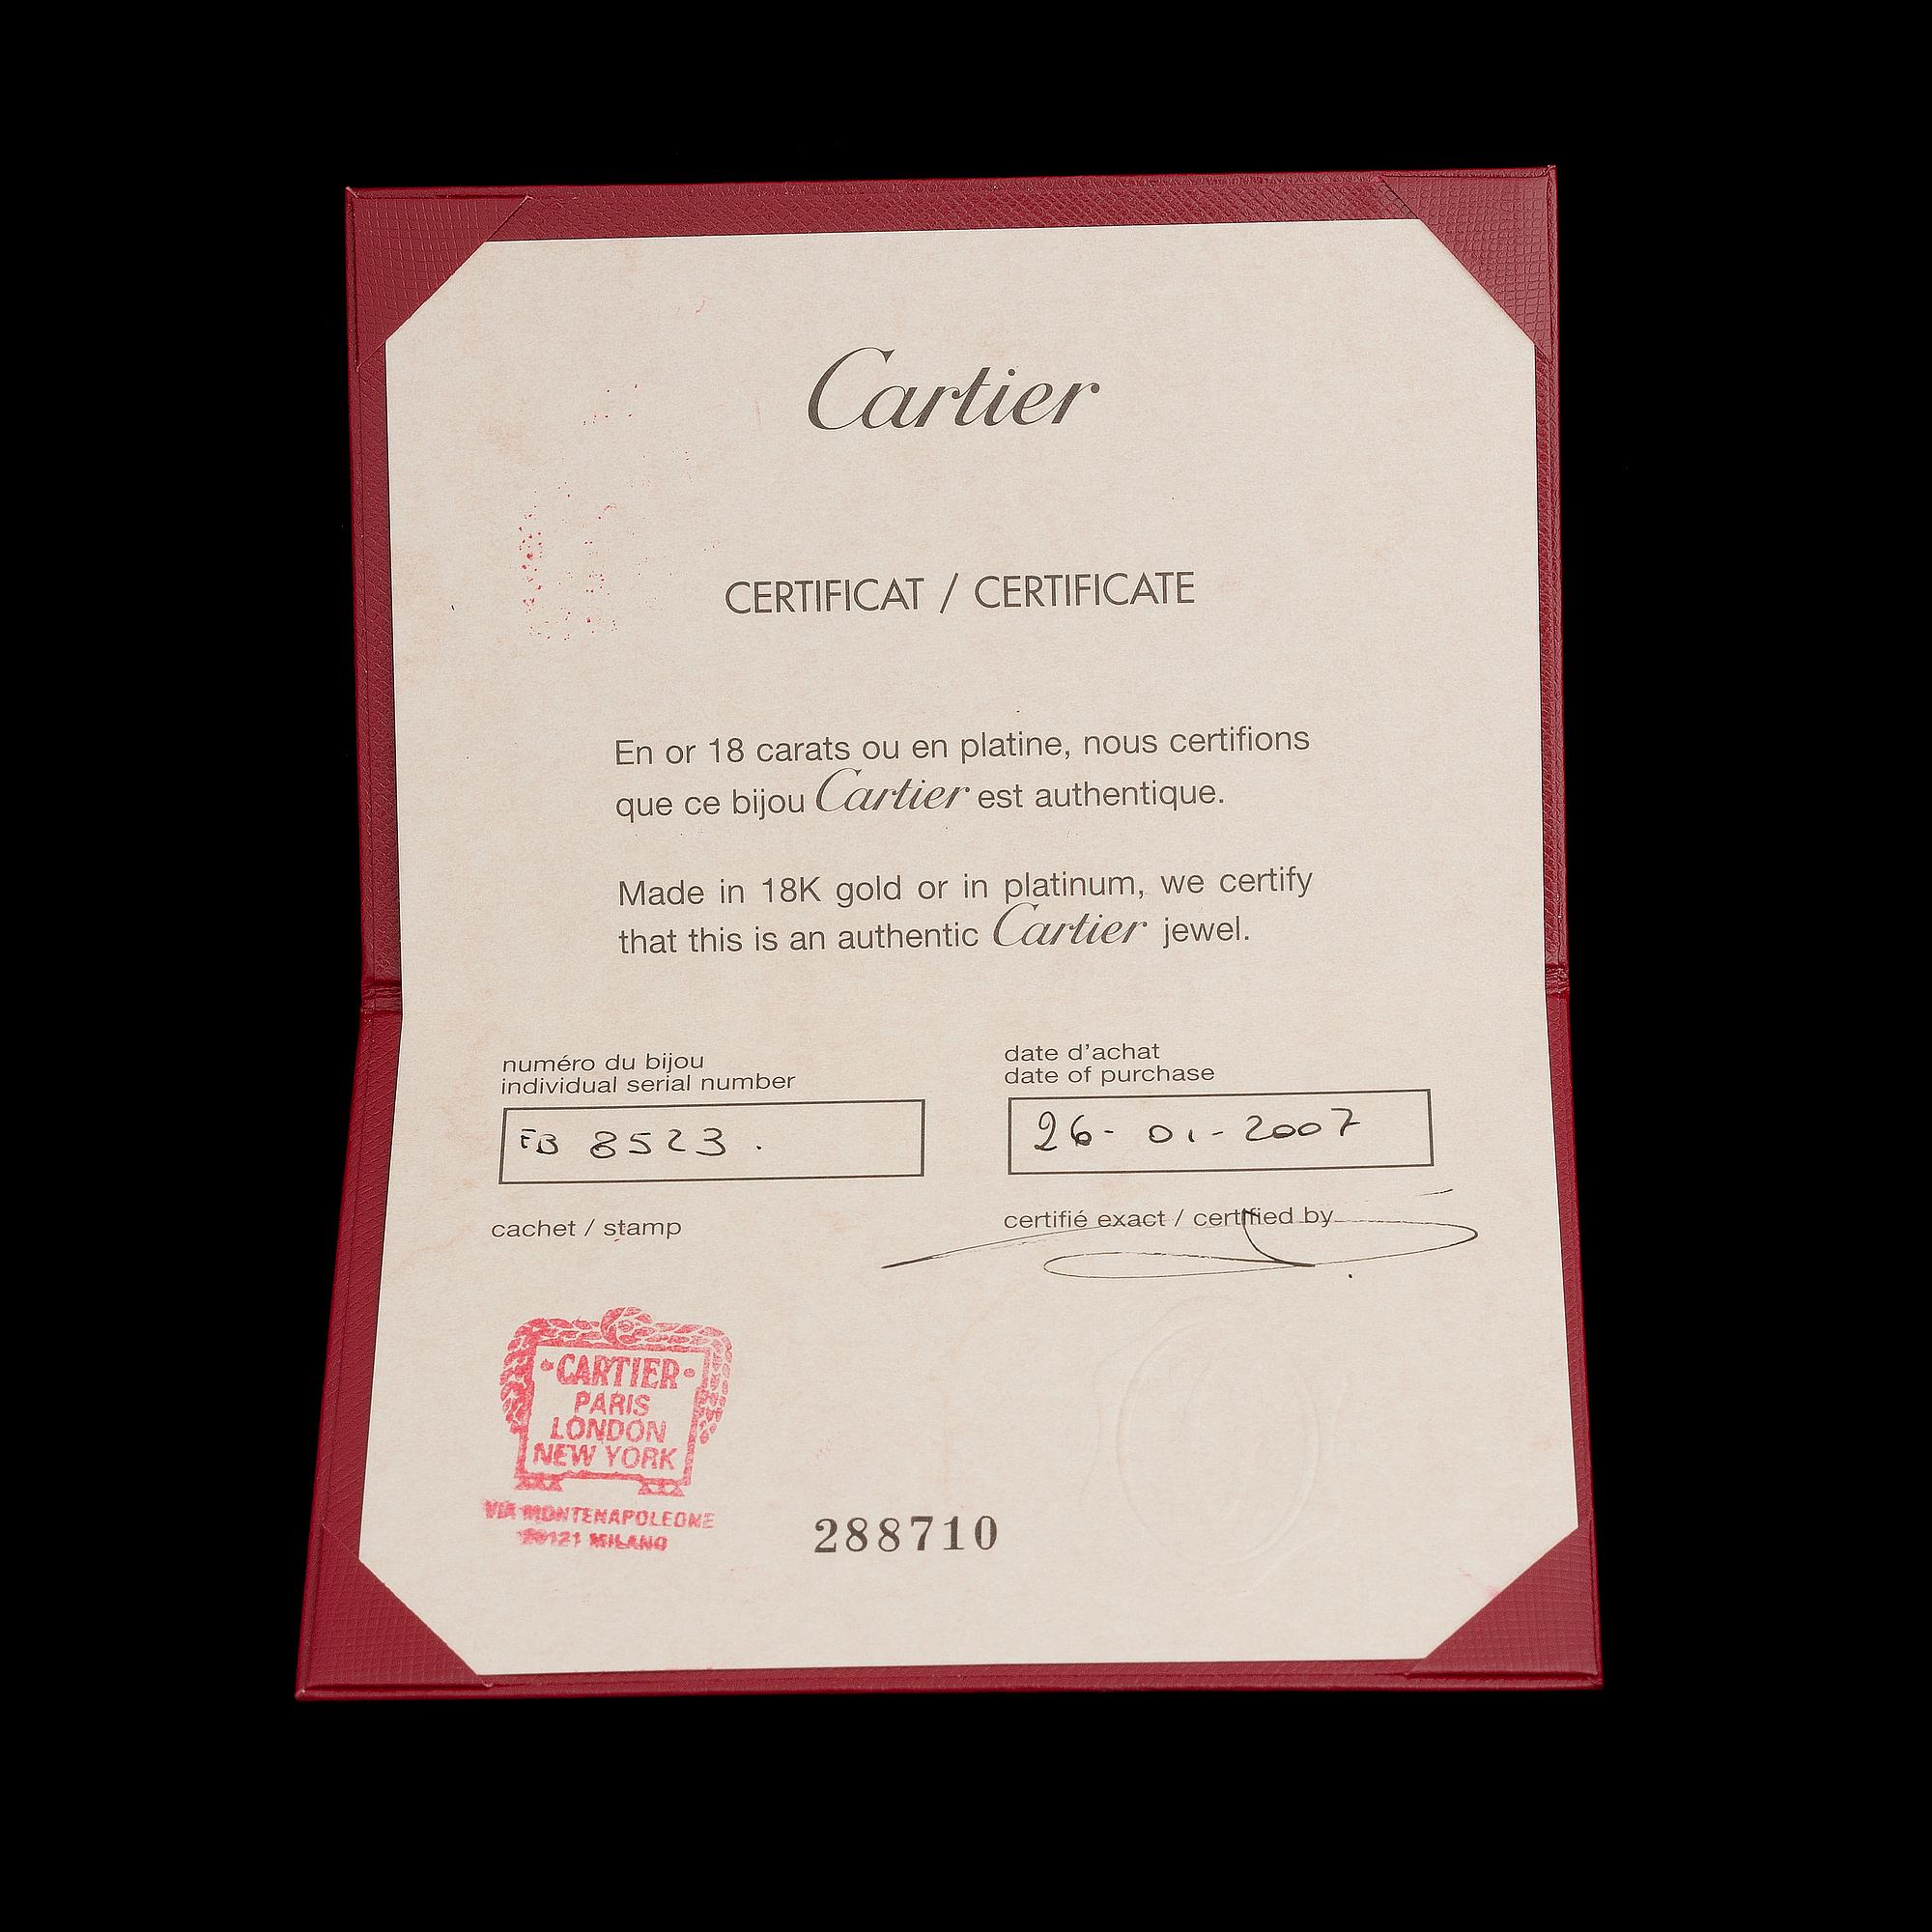 Cartier
CERTIFICAT / CERTIFICATE
En or 18 carats ou en platine, nous certifions
que ce bijou Cartier est authentique.
Made in 18K gold or in platinum, we certify
that this is an authentic Cartier jewel.
numéro du bijou
individual serial number
FB 8523 .
date d'achat
date of purchase
26- 01-2007
cachet / stamp
certifié exact / certified by
·CARTIER·
PARIS
LONDON
NEW YORK
VIA MONTENAPOLEONE
20121 MILANO
288710